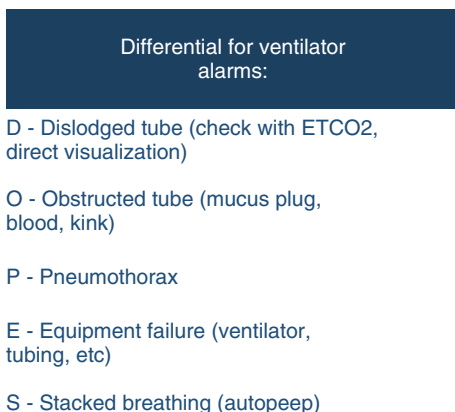 Differential for ventilator
alarms:
D - Dislodged tube (check with ETCO2,
direct visualization)
O - Obstructed tube (mucus plug,
blood, kink)
P - Pneumothorax
E - Equipment failure (ventilator,
tubing, etc)
S - Stacked breathing (autopeep)